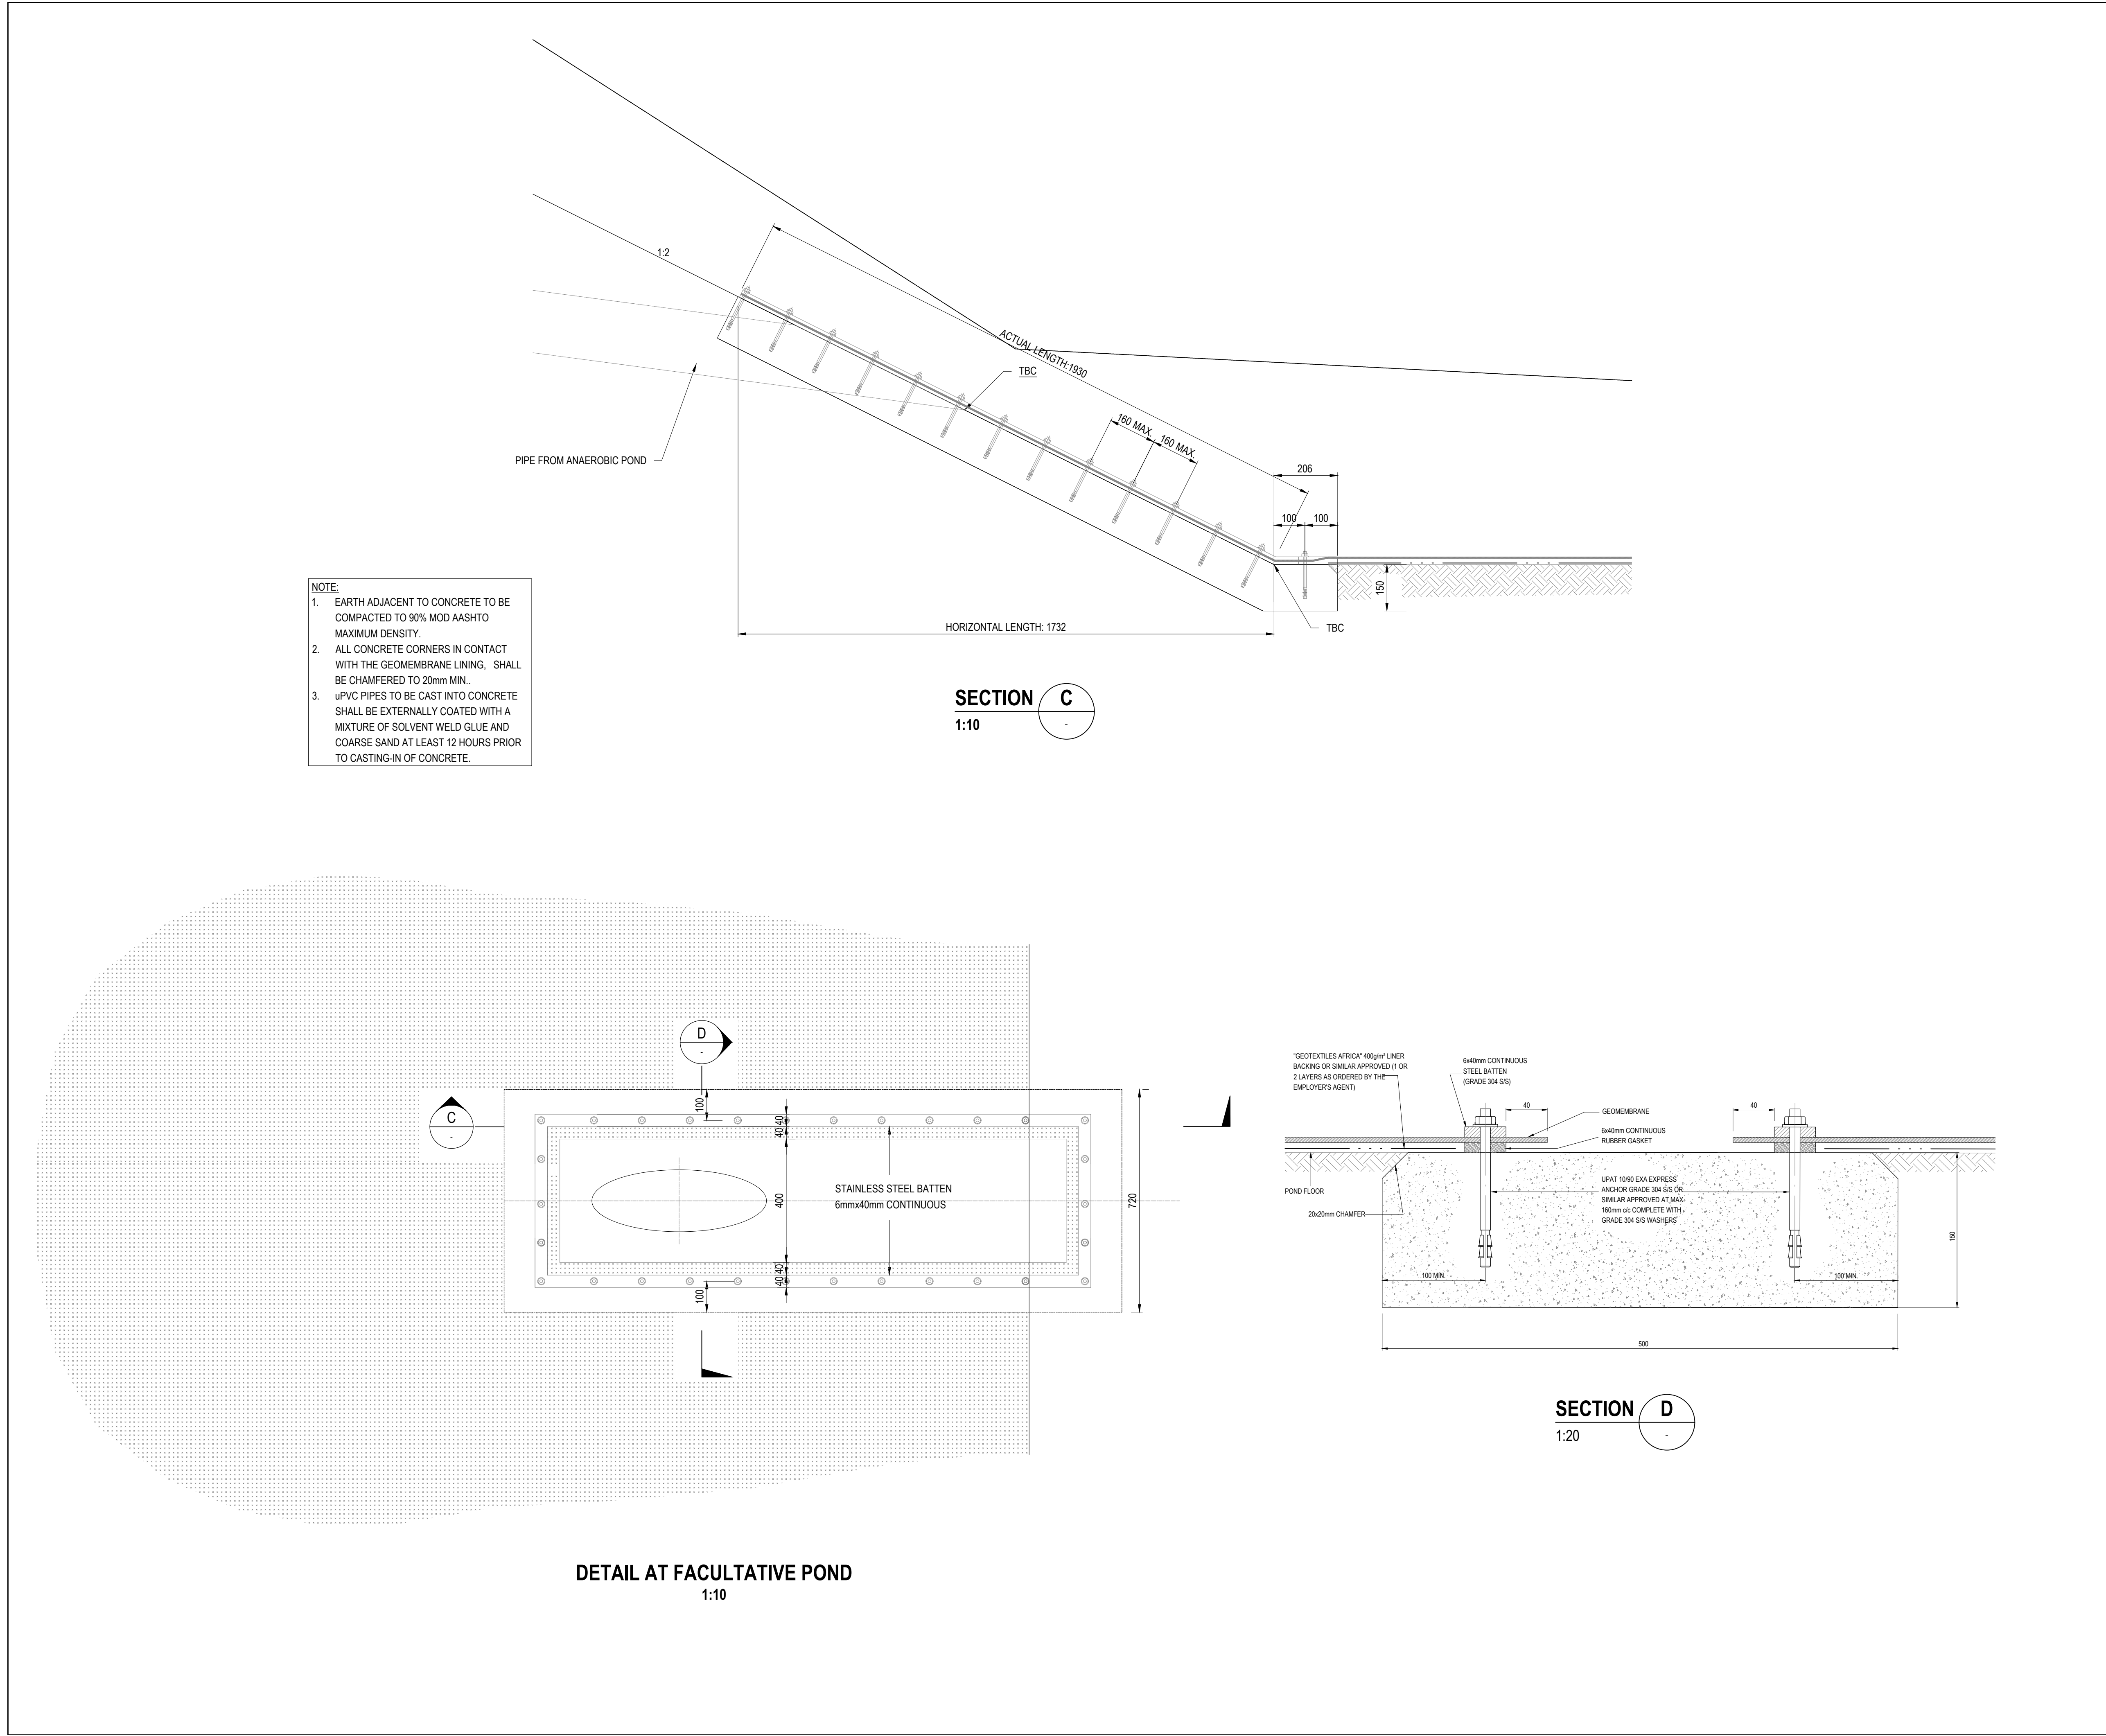 1:2
ACTUAL LENGTH:1930
TBC
160 MAX.
160 MAX.
PIPE FROM ANAEROBIC POND
206
100
100
150
HORIZONTAL LENGTH: 1732
TBC
SECTION
C
1:10
-
NOTE:
1. EARTH ADJACENT TO CONCRETE TO BE
COMPACTED TO 90% MOD AASHTO
MAXIMUM DENSITY.
2. ALL CONCRETE CORNERS IN CONTACT
WITH THE GEOMEMBRANE LINING, SHALL
BE CHAMFERED TO 20mm MIN..
3. uPVC PIPES TO BE CAST INTO CONCRETE
SHALL BE EXTERNALLY COATED WITH A
MIXTURE OF SOLVENT WELD GLUE AND
COARSE SAND AT LEAST 12 HOURS PRIOR
TO CASTING-IN OF CONCRETE.
D
-
C
-
100
40
40
400
40
40
100
720
STAINLESS STEEL BATTEN
6mmx40mm CONTINUOUS
DETAIL AT FACULTATIVE POND
1:10
"GEOTEXTILES AFRICA" 400g/m² LINER
BACKING OR SIMILAR APPROVED (1 OR
2 LAYERS AS ORDERED BY THE
EMPLOYER'S AGENT)
6x40mm CONTINUOUS
STEEL BATTEN
(GRADE 304 S/S)
40
GEOMEMBRANE
6x40mm CONTINUOUS
RUBBER GASKET
40
POND FLOOR
20x20mm CHAMFER
UPAT 10/90 EXA EXPRESS
ANCHOR GRADE 304 S/S OR
SIMILAR APPROVED AT MAX
160mm c/c COMPLETE WITH
GRADE 304 S/S WASHERS
100 MIN.
100 MIN.
150
500
SECTION
D
1:20
-